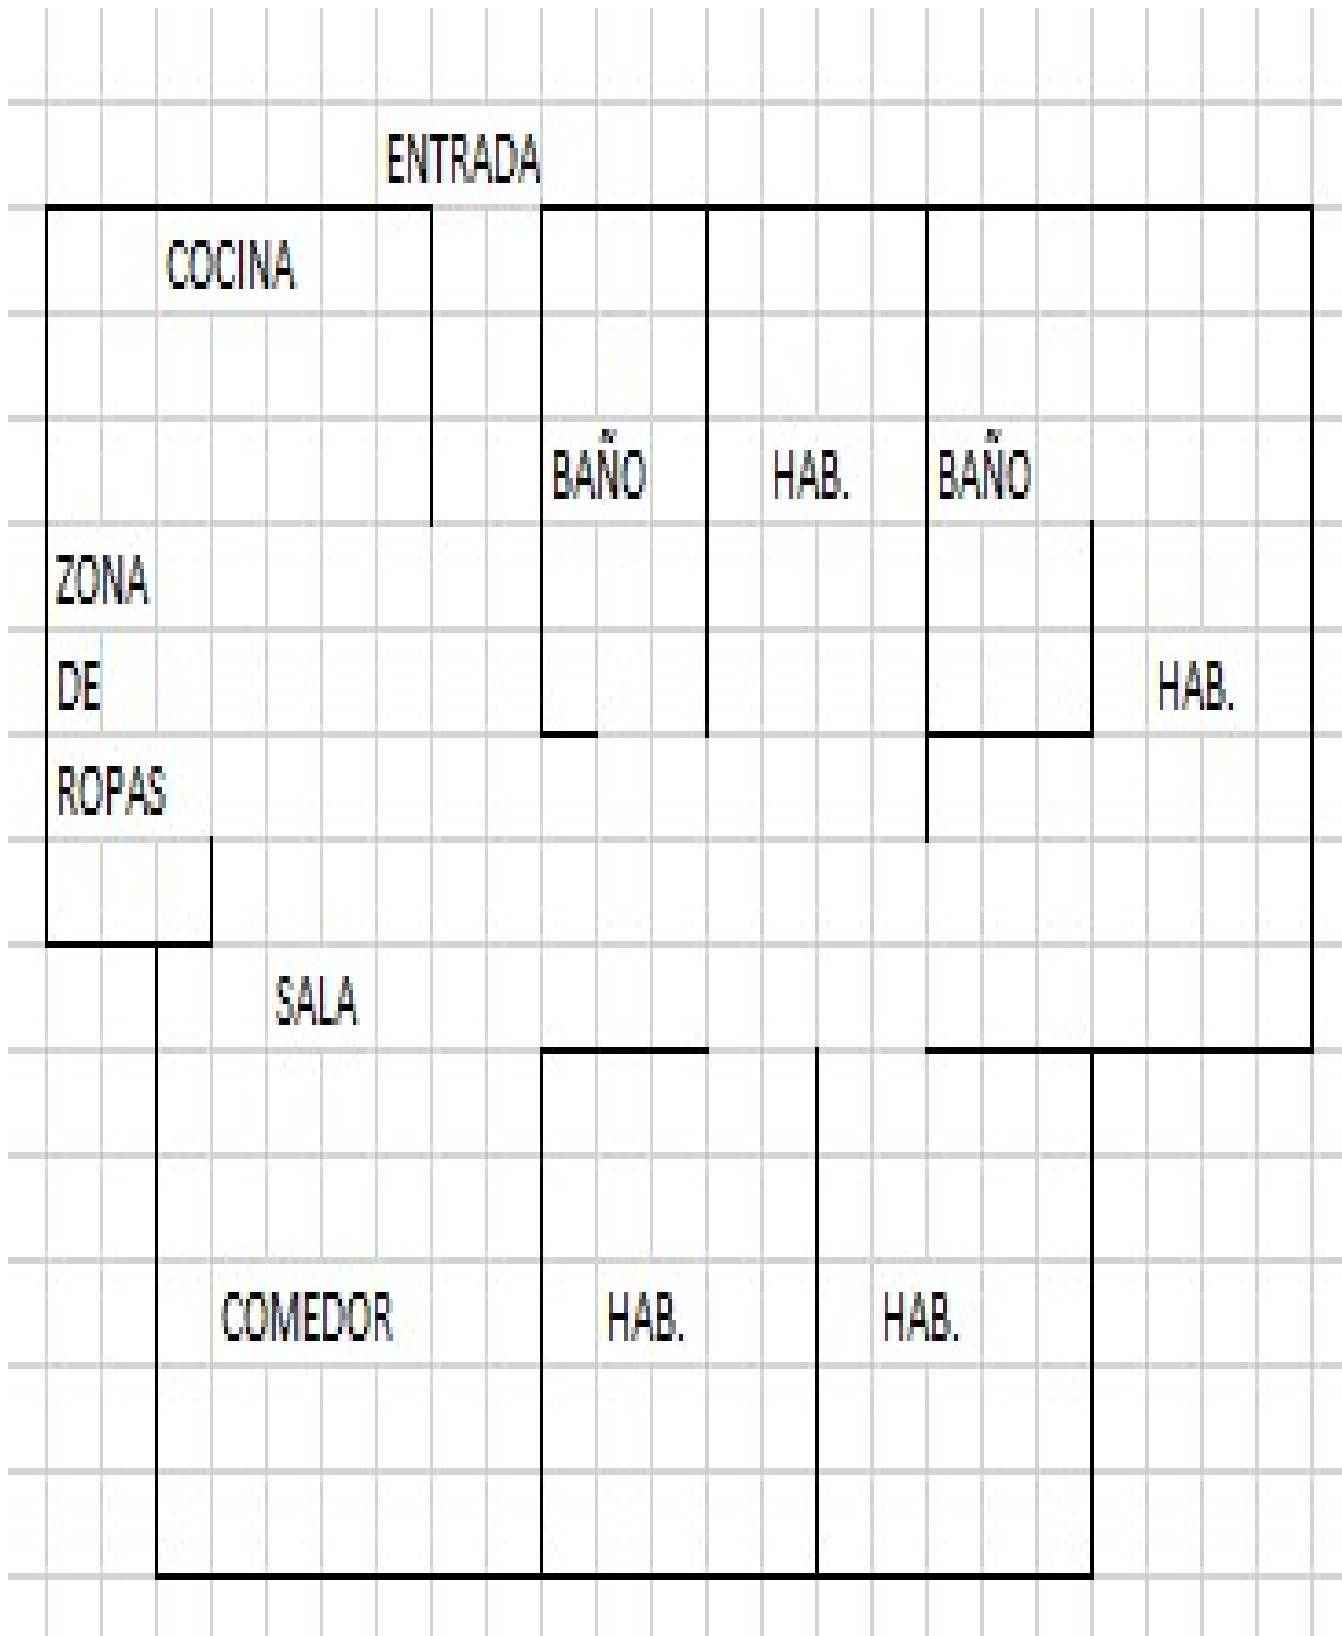 ENTRADA
COCINA
BAÑO
HAB.
BAÑO
ZONA
DE
HAB.
ROPAS
SALA
COMEDOR
HAB.
HAB.